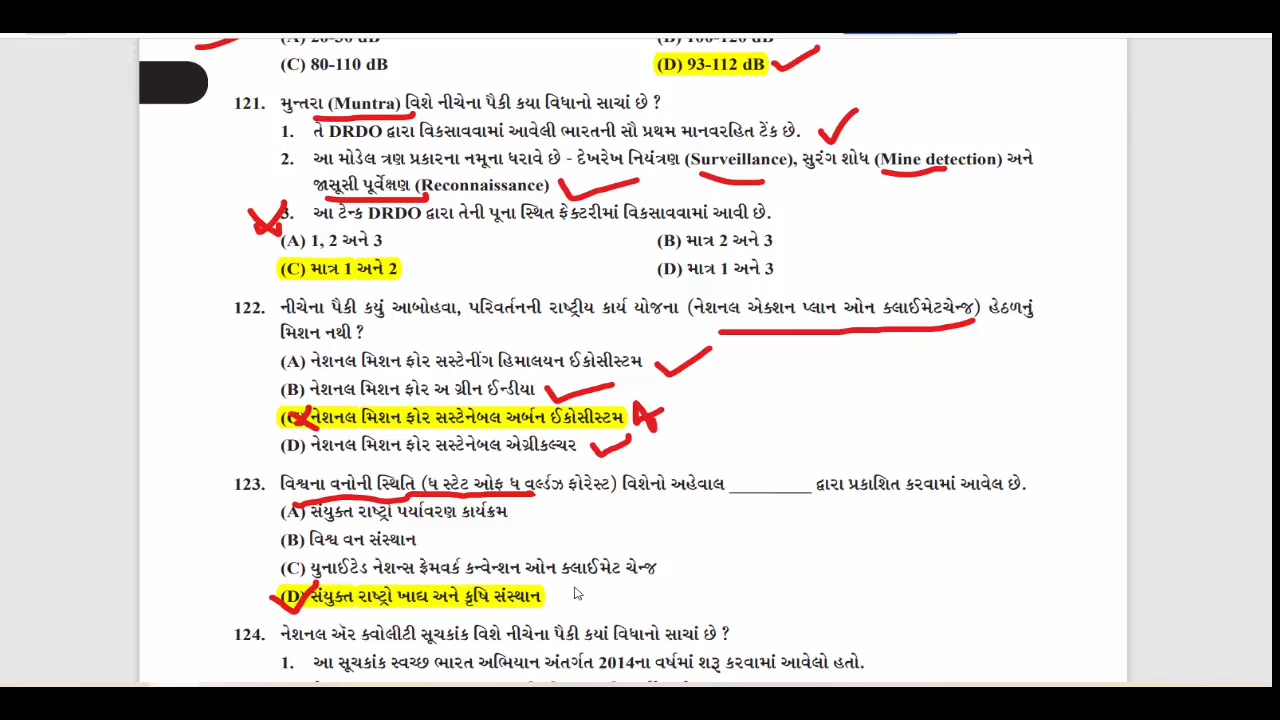 (A) 20-30 dB (B) 100-120 dB
(C) 80-110 dB (D) 93-112 dB
121. મુન્તરા (Muntra) વિશે નીચેના પૈકી કયા વિધાનો સાચાં છે ?
1. તે DRDO દ્વારા વિકસાવવામાં આવેલી ભારતની સૌ પ્રથમ માનવરહિત ટેંક છે.
2. આ મોડેલ ત્રણ પ્રકારના નમૂના ધરાવે છે - દેખરેખ નિયંત્રણ (Surveillance), સુરંગ શોધ (Mine detection) અને
જાસૂસી પૂર્વેક્ષણ (Reconnaissance)
3. આ ટેન્ક DRDO દ્વારા તેની પૂના સ્થિત ફેક્ટરીમાં વિકસાવવામાં આવી છે.
(A) 1, 2 અને 3 (B) માત્ર 2 અને 3
(C) માત્ર 1 અને 2 (D) માત્ર 1 અને 3
122. નીચેના પૈકી કયું આબોહવા, પરિવર્તનની રાષ્ટ્રીય કાર્ય યોજના (નેશનલ એક્શન પ્લાન ઓન ક્લાઈમેટચેન્જ) હેઠળનું
મિશન નથી ?
(A) નેશનલ મિશન ફોર સસ્ટેનીંગ હિમાલયન ઈકોસીસ્ટમ
(B) નેશનલ મિશન ફોર અ ગ્રીન ઈન્ડીયા
(C) નેશનલ મિશન ફોર સસ્ટેનેબલ અર્બન ઈકોસીસ્ટમ
(D) નેશનલ મિશન ફોર સસ્ટેનેબલ એગ્રીકલ્ચર
123. વિશ્વના વનોની સ્થિતિ (ધ સ્ટેટ ઓફ ધ વર્લ્ડઝ ફોરેસ્ટ) વિશેનો અહેવાલ __________ દ્વારા પ્રકાશિત કરવામાં આવેલ છે.
(A) સંયુક્ત રાષ્ટ્રો પર્યાવરણ કાર્યક્રમ
(B) વિશ્વ વન સંસ્થાન
(C) યુનાઈટેડ નેશન્સ ફ્રેમવર્ક કન્વેન્શન ઓન ક્લાઈમેટ ચેન્જ
(D) સંયુક્ત રાષ્ટ્રો ખાદ્ય અને કૃષિ સંસ્થાન
124. નેશનલ ઍર ક્વોલીટી સૂચકાંક વિશે નીચેના પૈકી કયાં વિધાનો સાચાં છે ?
1. આ સૂચકાંક સ્વચ્છ ભારત અભિયાન અંતર્ગત 2014ના વર્ષમાં શરૂ કરવામાં આવેલો હતો.